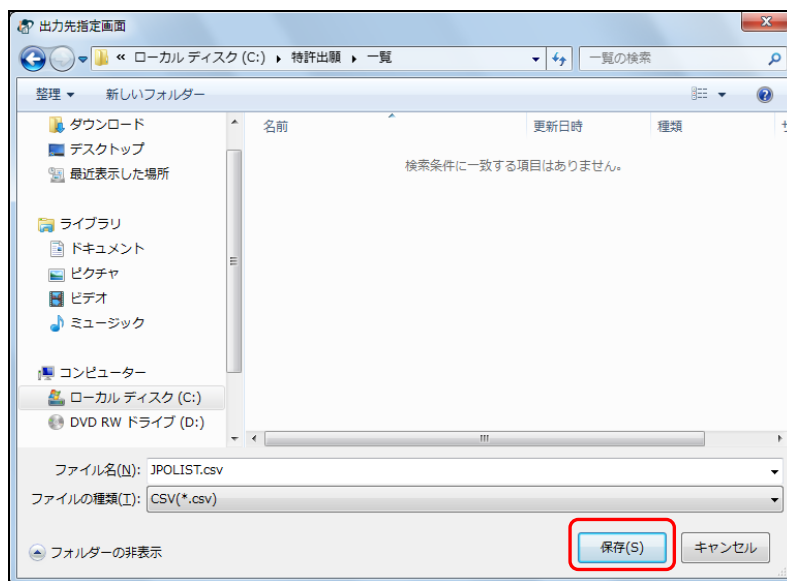 出力先指定画面
« ローカル ディスク (C:) 特許出願 一覧 一覧の検索
整理 新しいフォルダー
ダウンロード
デスクトップ
最近表示した場所
ライブラリ
ドキュメント
ピクチャ
ビデオ
ミュージック
コンピューター
ローカル ディスク (C:)
DVD RW ドライブ (D:)
名前 更新日時 種類
検索条件に一致する項目はありません。
ファイル名(N): JPOLIST.csv
ファイルの種類(T): CSV(*.csv)
フォルダーの非表示 保存(S) キャンセル